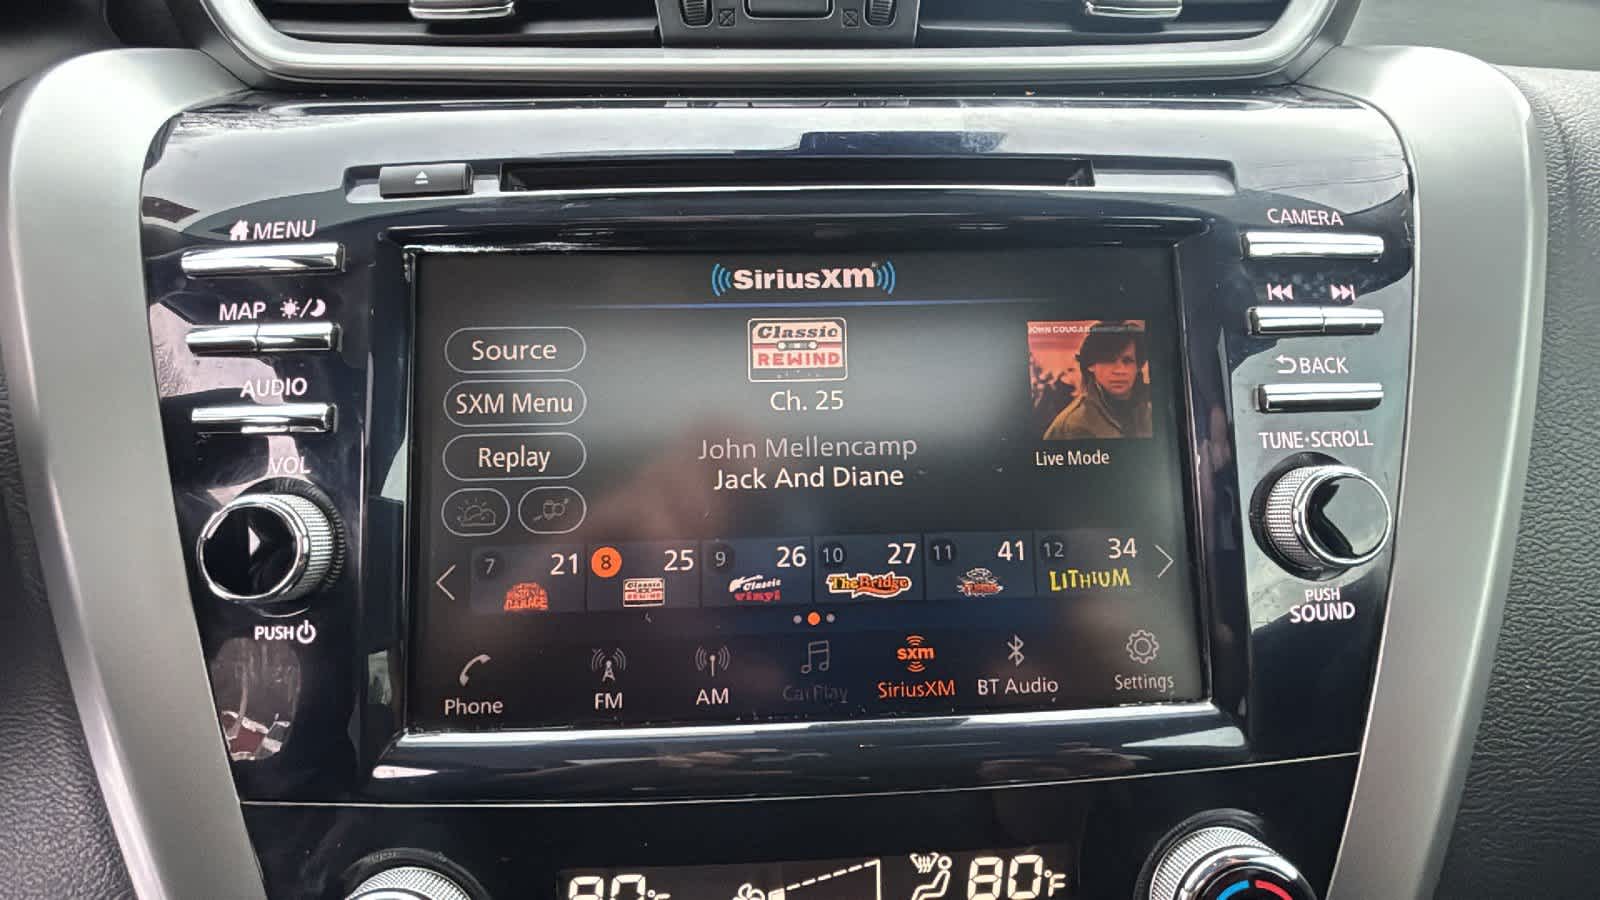 MENU
MAP
AUDIO
VOL
PUSH
CAMERA
BACK
TUNE·SCROLL
PUSH
SOUND
SiriusXM
Source
SXM Menu
Replay
Classic
REWIND
Ch. 25
John Mellencamp
Jack And Diane
JOHN COUGAR
Live Mode
7 21 8 25 9 26 10 27 11 41 12 34
GARAGE Classic REWIND Classic Vinyl The Bridge LITHIUM
Phone FM AM CarPlay sxm SiriusXM BT Audio Settings
80°F 80°F